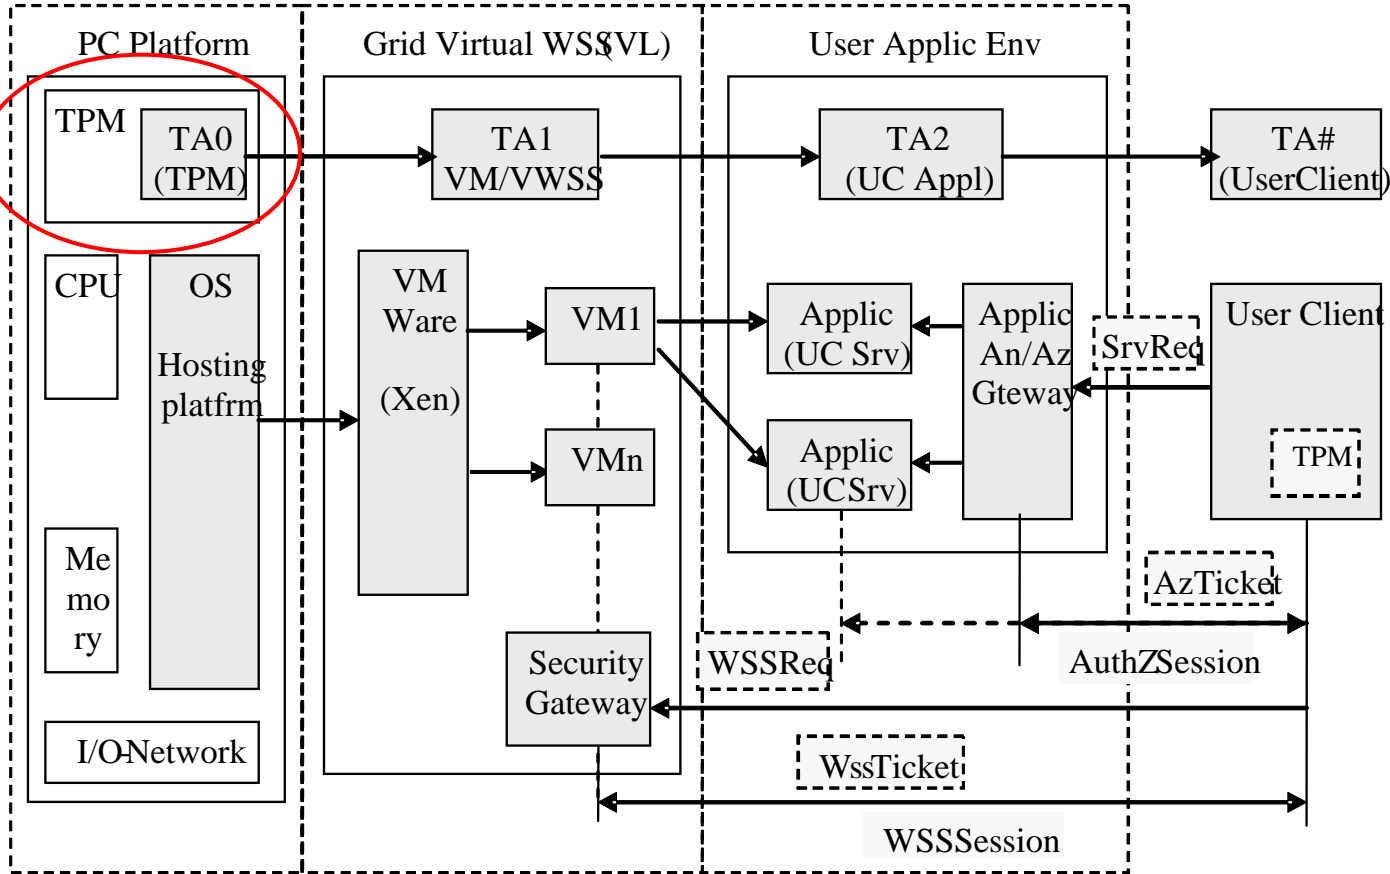 PC Platform
Grid Virtual WSS(VL)
User Applic Env
TPM
TA0
(TPM)
TA1
VM/VWSS
TA2
(UC Appl)
TA#
(UserClient)
CPU
OS
Hosting
platfrm
Me
mo
ry
I/O-Network
VM
Ware
(Xen)
VM1
VMn
Security
Gateway
Applic
(UC Srv)
Applic
(UCSrv)
Applic
An/Az
Gteway
SrvReq
User Client
TPM
AzTicket
AuthZSession
WSSReq
WssTicket
WSSSession